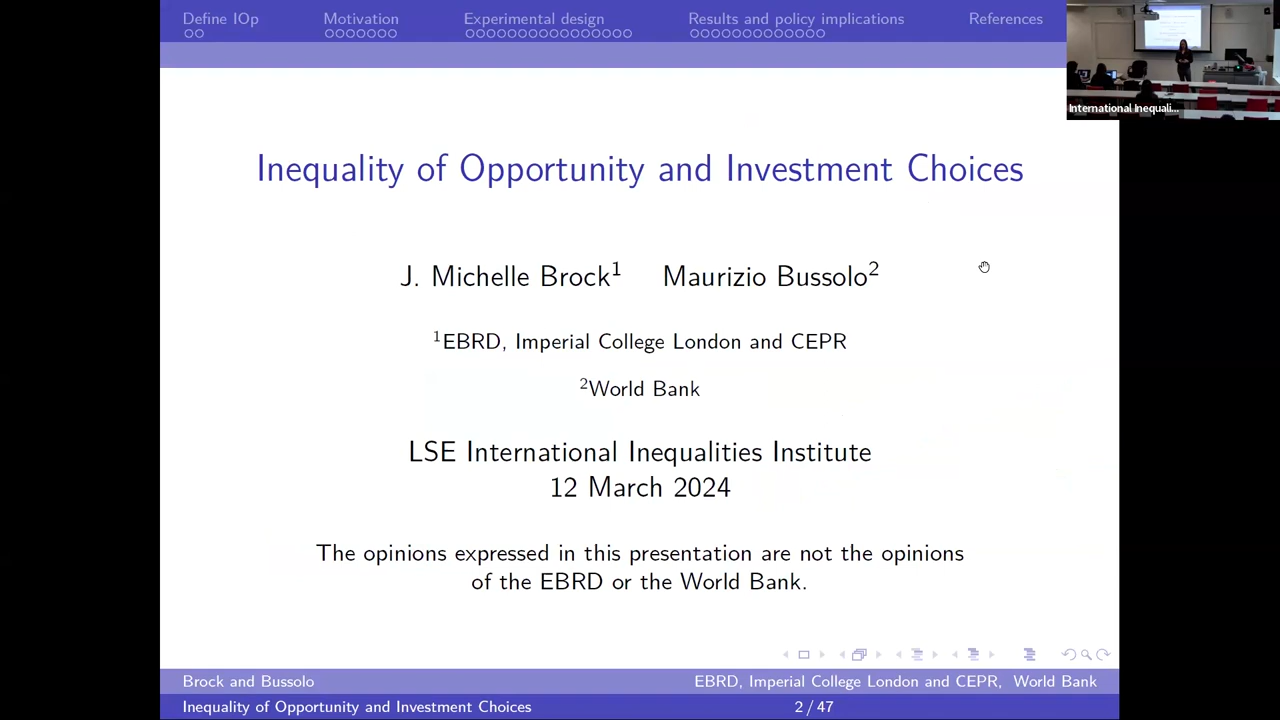 Define IOp
Motivation
Experimental design
Results and policy implications
References
International Inequali...
Inequality of Opportunity and Investment Choices
J. Michelle Brock¹ Maurizio Bussolo²
¹EBRD, Imperial College London and CEPR
²World Bank
LSE International Inequalities Institute
12 March 2024
The opinions expressed in this presentation are not the opinions
of the EBRD or the World Bank.
Brock and Bussolo
EBRD, Imperial College London and CEPR, World Bank
Inequality of Opportunity and Investment Choices
2 / 47